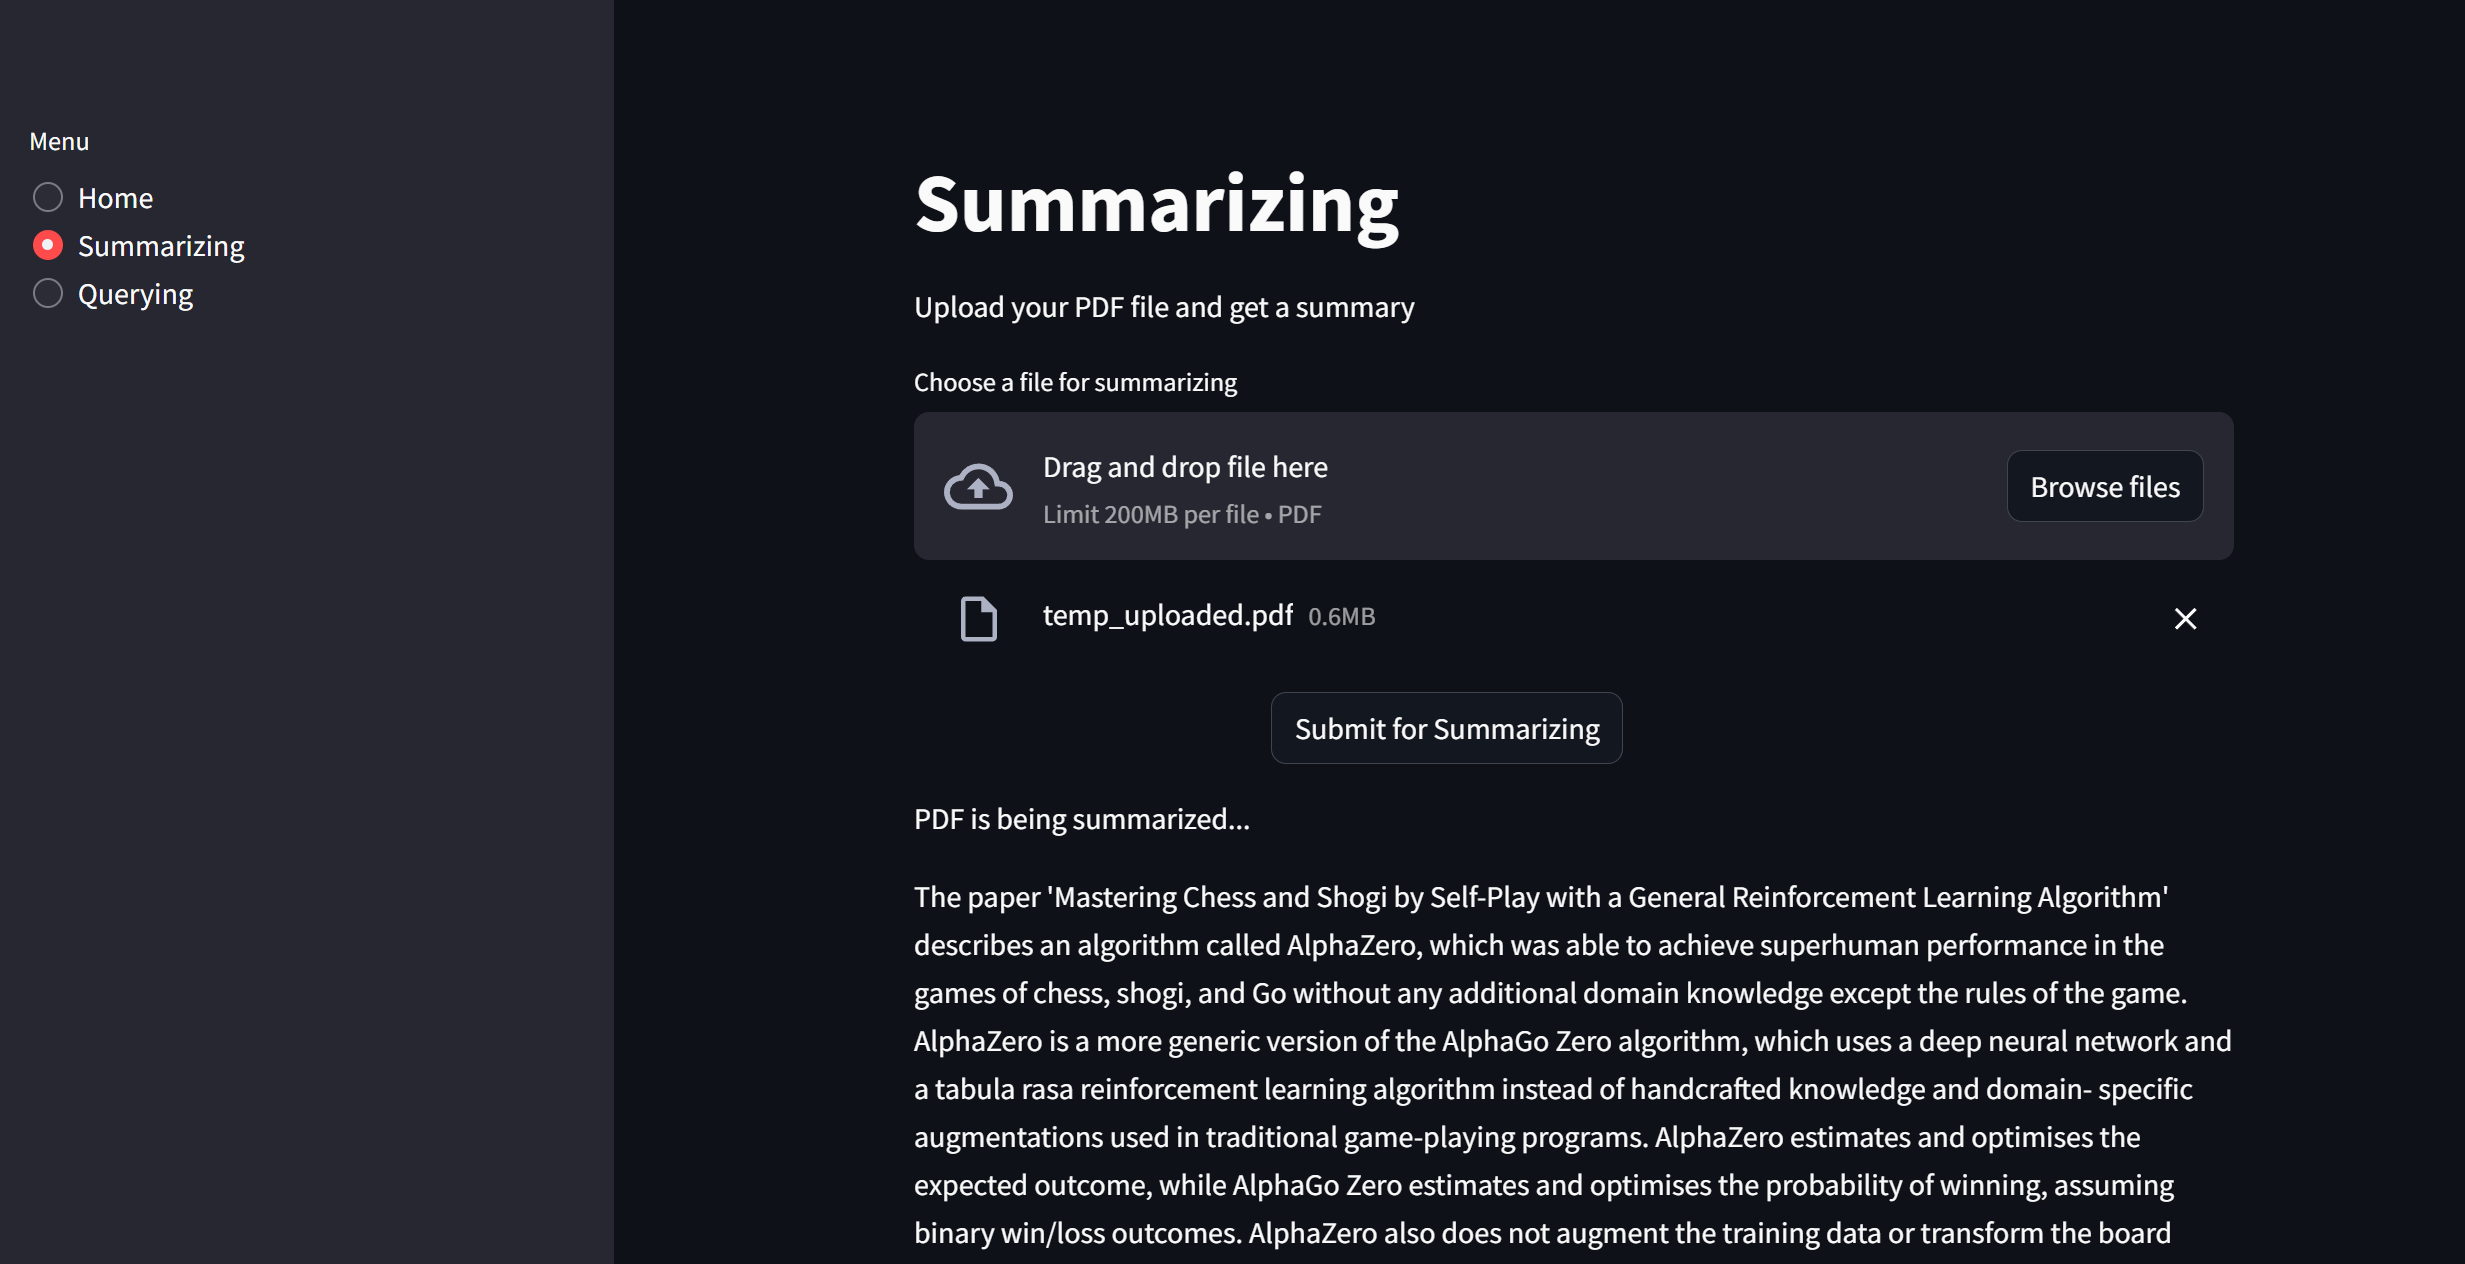 Menu
Home
Summarizing
Querying
Summarizing
Upload your PDF file and get a summary
Choose a file for summarizing
Drag and drop file here
Limit 200MB per file • PDF
Browse files
temp_uploaded.pdf 0.6MB
Submit for Summarizing
PDF is being summarized...
The paper 'Mastering Chess and Shogi by Self-Play with a General Reinforcement Learning Algorithm'
describes an algorithm called AlphaZero, which was able to achieve superhuman performance in the
games of chess, shogi, and Go without any additional domain knowledge except the rules of the game.
AlphaZero is a more generic version of the AlphaGo Zero algorithm, which uses a deep neural network and
a tabula rasa reinforcement learning algorithm instead of handcrafted knowledge and domain- specific
augmentations used in traditional game-playing programs. AlphaZero estimates and optimises the
expected outcome, while AlphaGo Zero estimates and optimises the probability of winning, assuming
binary win/loss outcomes. AlphaZero also does not augment the training data or transform the board